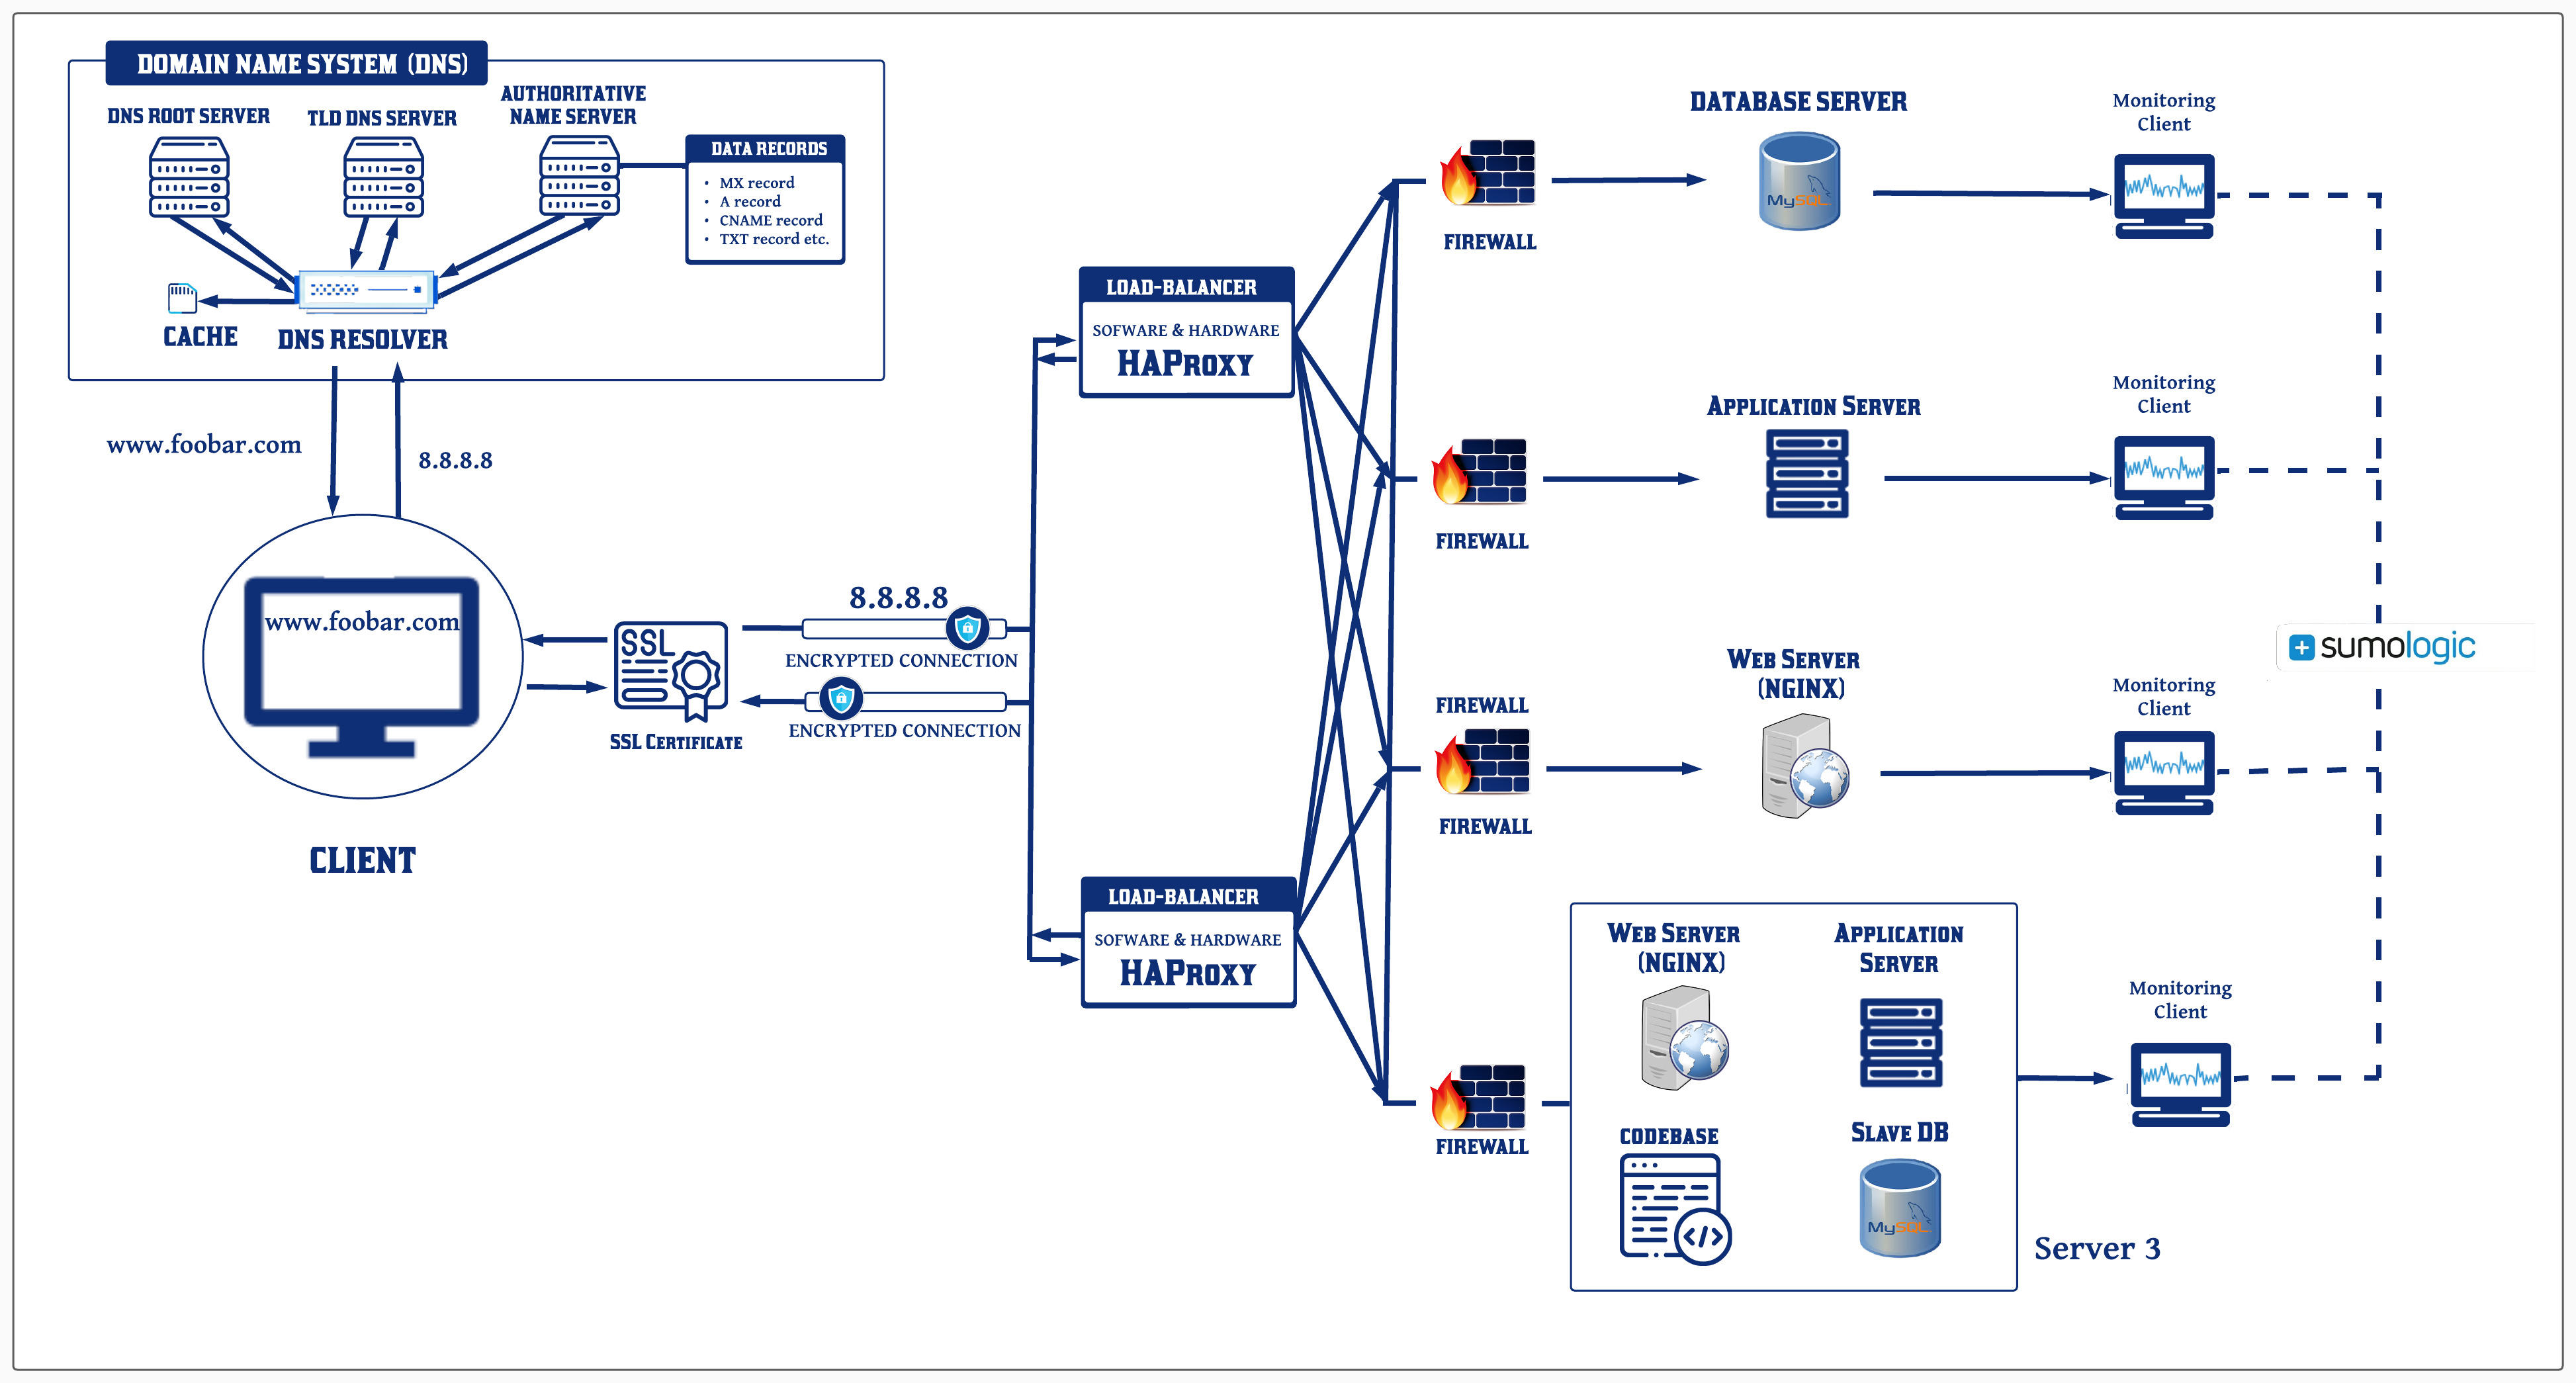 DOMAIN NAME SYSTEM (DNS)
DNS ROOT SERVER
TLD DNS SERVER
AUTHORITATIVE
NAME SERVER
DATA RECORDS
• MX record
• A record
• CNAME record
• TXT record etc.
CACHE
DNS RESOLVER
www.foobar.com
8.8.8.8
www.foobar.com
CLIENT
SSL
SSL CERTIFICATE
8.8.8.8
ENCRYPTED CONNECTION
ENCRYPTED CONNECTION
LOAD-BALANCER
SOFWARE & HARDWARE
HAPROXY
LOAD-BALANCER
SOFWARE & HARDWARE
HAPROXY
FIREWALL
DATABASE SERVER
MySQL
Monitoring
Client
FIREWALL
APPLICATION SERVER
Monitoring
Client
FIREWALL
FIREWALL
WEB SERVER
(NGINX)
Monitoring
Client
sumologic
FIREWALL
WEB SERVER
(NGINX)
APPLICATION
SERVER
CODEBASE
</>
SLAVE DB
MySQL
Server 3
Monitoring
Client